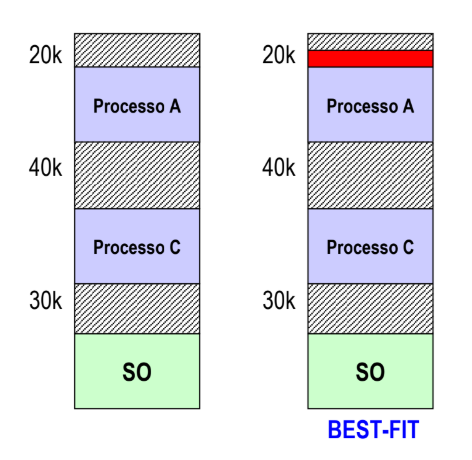 20k
Processo A
40k
Processo C
30k
SO
20k
Processo A
40k
Processo C
30k
SO
BEST-FIT